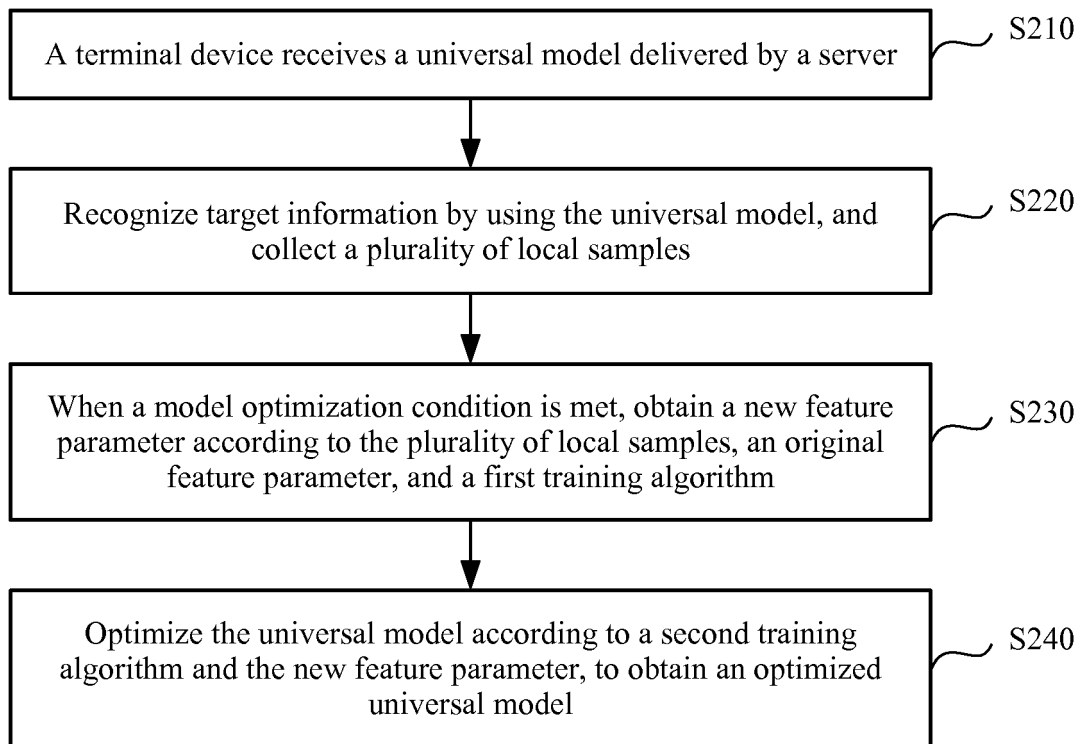 A terminal device receives a universal model delivered by a server
S210
Recognize target information by using the universal model, and
collect a plurality of local samples
S220
When a model optimization condition is met, obtain a new feature
parameter according to the plurality of local samples, an original
feature parameter, and a first training algorithm
S230
Optimize the universal model according to a second training
algorithm and the new feature parameter, to obtain an optimized
universal model
S240